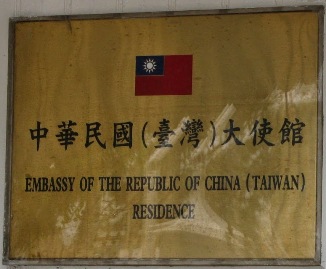 中華民國(臺灣)大使館
EMBASSY OF THE REPUBLIC OF CHINA (TAIWAN)
RESIDENCE